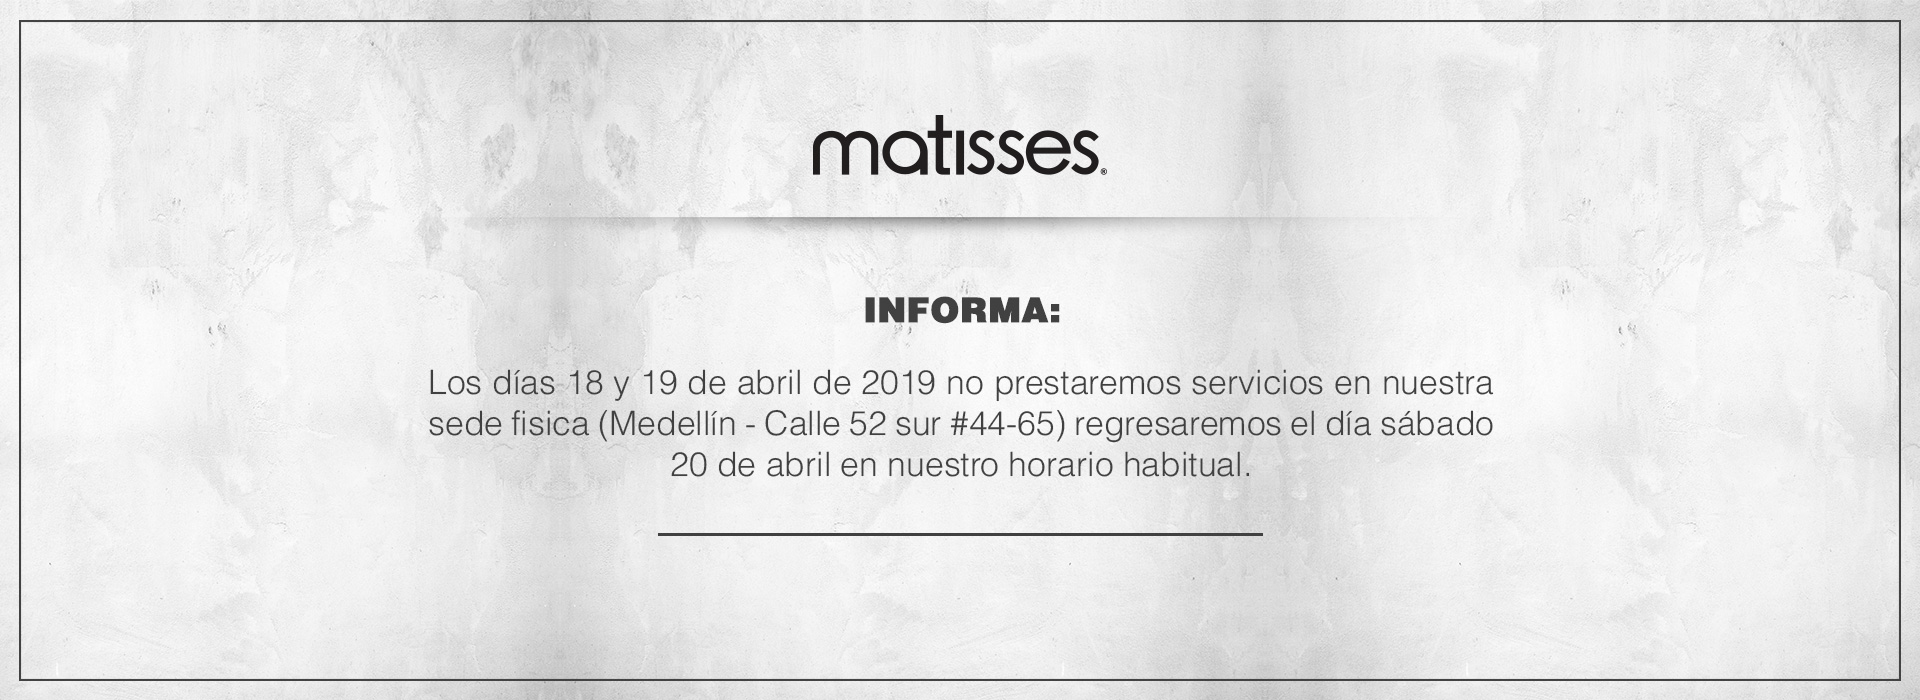 matisses®
INFORMA:
Los días 18 y 19 de abril de 2019 no prestaremos servicios en nuestra
sede fisica (Medellín - Calle 52 sur #44-65) regresaremos el día sábado
20 de abril en nuestro horario habitual.